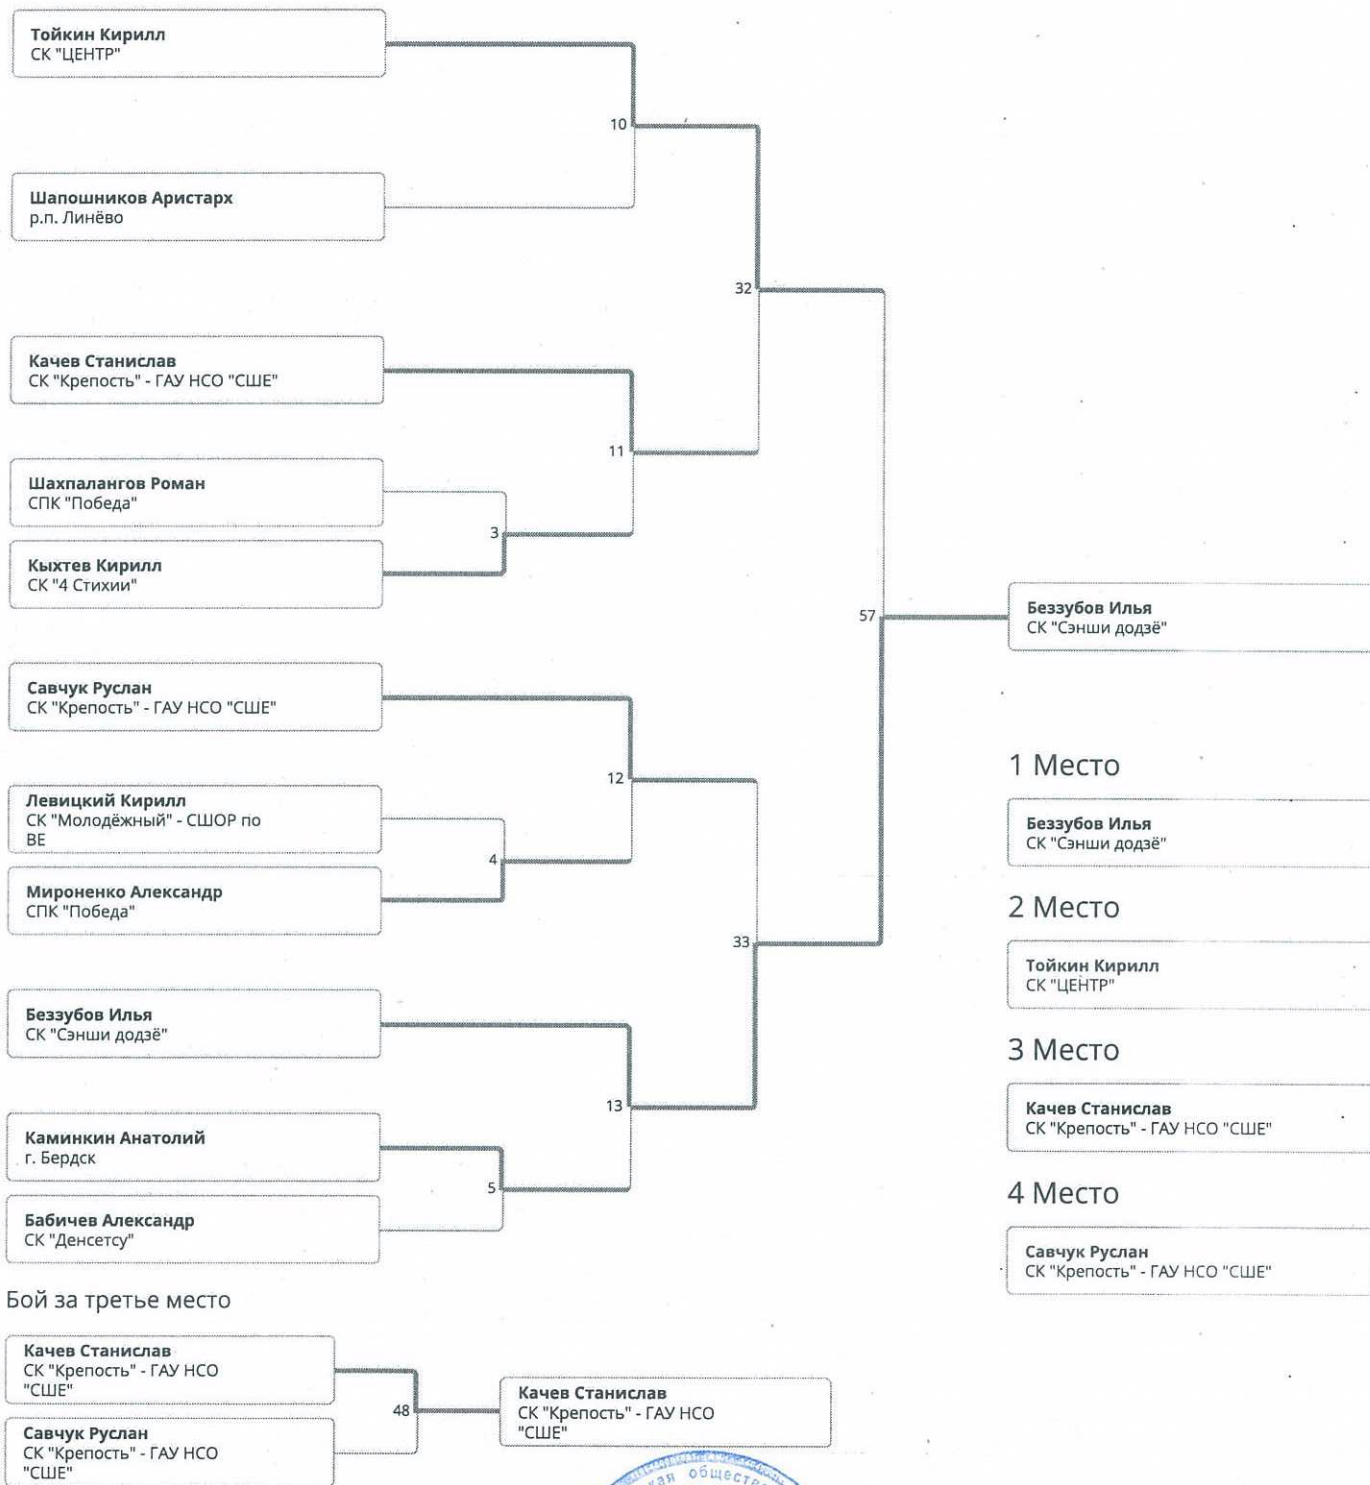 Тойкин Кирилл
СК "ЦЕНТР"
10
Шапошников Аристарх
р.п. Линёво
32
Качев Станислав
СК "Крепость" - ГАУ НСО "СШЕ"
11
Шахпалангов Роман
СПК "Победа"
3
Кыхтев Кирилл
СК "4 Стихии"
57
Беззубов Илья
СК "Сэнши додзё"
Савчук Руслан
СК "Крепость" - ГАУ НСО "СШЕ"
12
Левицкий Кирилл
СК "Молодёжный" - СШОР по
ВЕ
4
Мироненко Александр
СПК "Победа"
33
Беззубов Илья
СК "Сэнши додзё"
13
Каминкин Анатолий
г. Бердск
5
Бабичев Александр
СК "Денсетсу"
1 Место
Беззубов Илья
СК "Сэнши додзё"
2 Место
Тойкин Кирилл
СК "ЦЕНТР"
3 Место
Качев Станислав
СК "Крепость" - ГАУ НСО "СШЕ"
4 Место
Савчук Руслан
СК "Крепость" - ГАУ НСО "СШЕ"
Бой за третье место
Качев Станислав
СК "Крепость" - ГАУ НСО
"СШЕ"
48
Савчук Руслан
СК "Крепость" - ГАУ НСО
"СШЕ"
Качев Станислав
СК "Крепость" - ГАУ НСО
"СШЕ"